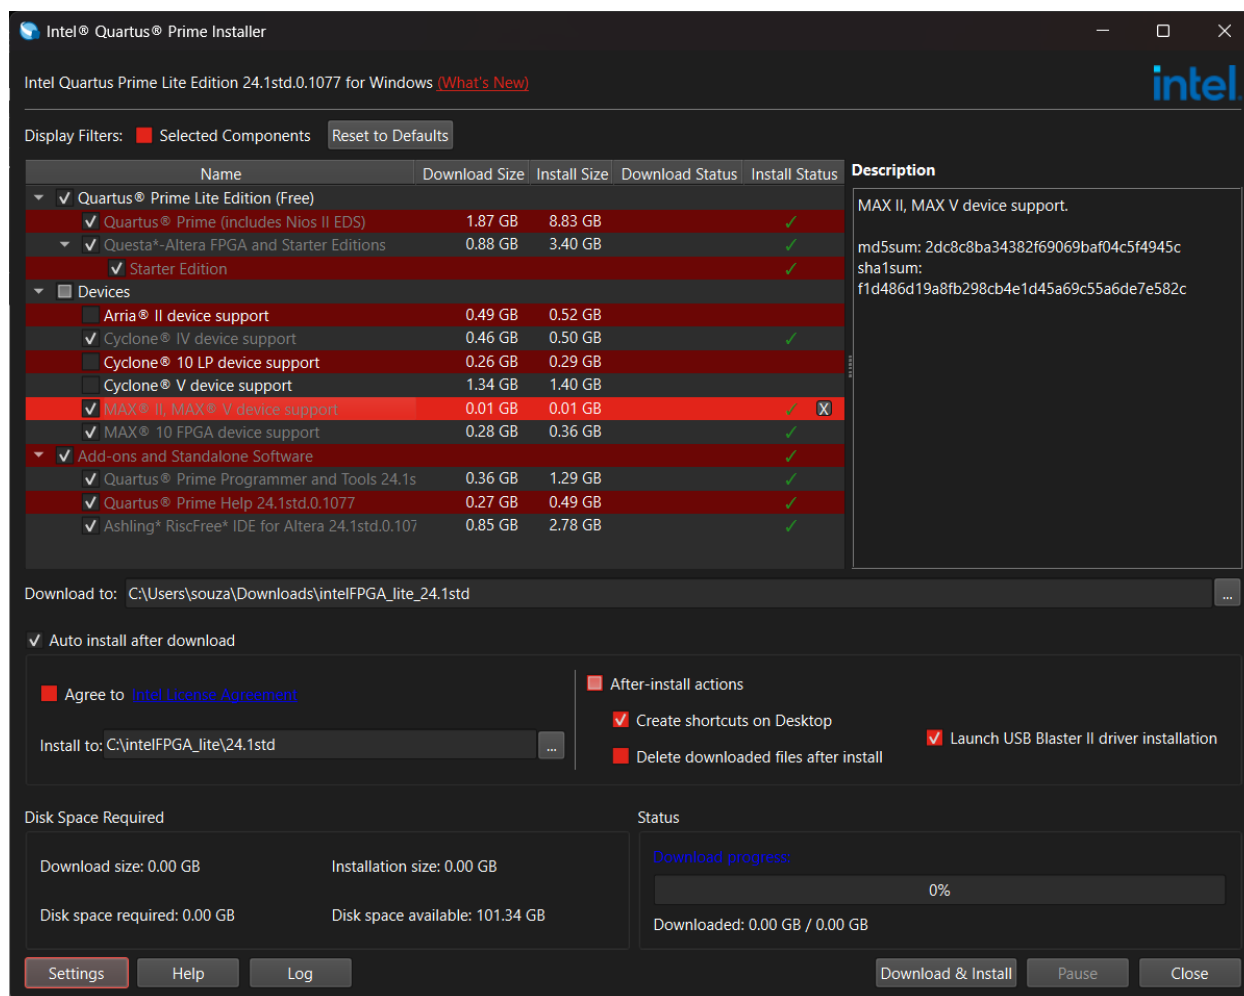 Intel® Quartus® Prime Installer
Intel Quartus Prime Lite Edition 24.1std.0.1077 for Windows (What's New)
intel.
Display Filters: Selected Components Reset to Defaults
Name Download Size Install Size Download Status Install Status
Quartus® Prime Lite Edition (Free)
Quartus® Prime (includes Nios II EDS) 1.87 GB 8.83 GB
Questa*-Altera FPGA and Starter Editions 0.88 GB 3.40 GB
Starter Edition
Devices
Arria® II device support 0.49 GB 0.52 GB
Cyclone® IV device support 0.46 GB 0.50 GB
Cyclone® 10 LP device support 0.26 GB 0.29 GB
Cyclone® V device support 1.34 GB 1.40 GB
MAX® II, MAX® V device support 0.01 GB 0.01 GB X
MAX® 10 FPGA device support 0.28 GB 0.36 GB
Add-ons and Standalone Software
Quartus® Prime Programmer and Tools 24.1s 0.36 GB 1.29 GB
Quartus® Prime Help 24.1std.0.1077 0.27 GB 0.49 GB
Ashling* RiscFree* IDE for Altera 24.1std.0.107 0.85 GB 2.78 GB
Description
MAX II, MAX V device support.
md5sum: 2dc8c8ba34382f69069baf04c5f4945c
sha1sum:
f1d486d19a8fb298cb4e1d45a69c55a6de7e582c
Download to: C:\Users\souza\Downloads\intelFPGA_lite_24.1std ...
Auto install after download
Agree to Intel License Agreement
Install to: C:\intelFPGA_lite\24.1std ...
After-install actions
Create shortcuts on Desktop
Delete downloaded files after install
Launch USB Blaster II driver installation
Disk Space Required
Download size: 0.00 GB Installation size: 0.00 GB
Disk space required: 0.00 GB Disk space available: 101.34 GB
Status
Download progress:
0%
Downloaded: 0.00 GB / 0.00 GB
Settings Help Log Download & Install Pause Close